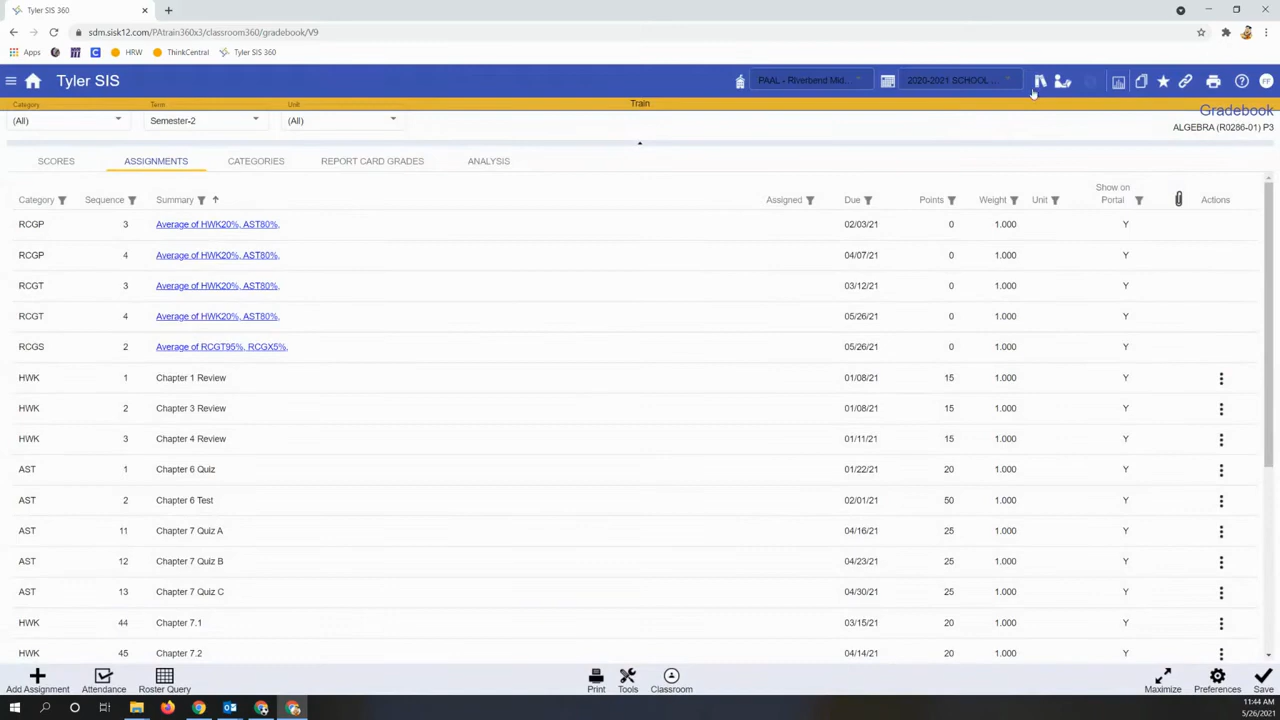 Tyler SIS 360
sdm.sisk12.com/PAtrain360x3/classroom360/gradebook/V9
Apps M C HRW ThinkCentral Tyler SIS 360
Tyler SIS PAAL - Riverbend Mid... 2020-2021 SCHOOL ... FF
Train
Category Term Unit
(All) Semester-2 (All)
Gradebook
ALGEBRA (R0286-01) P3
SCORES ASSIGNMENTS CATEGORIES REPORT CARD GRADES ANALYSIS
Category Sequence Summary Assigned Due Points Weight Unit Show on Portal Actions
RCGP 3 Average of HWK20%, AST80%, 02/03/21 0 1.000 Y
RCGP 4 Average of HWK20%, AST80%, 04/07/21 0 1.000 Y
RCGT 3 Average of HWK20%, AST80%, 03/12/21 0 1.000 Y
RCGT 4 Average of HWK20%, AST80%, 05/26/21 0 1.000 Y
RCGS 2 Average of RCGT95%, RCGX5%, 05/26/21 0 1.000 Y
HWK 1 Chapter 1 Review 01/08/21 15 1.000 Y
HWK 2 Chapter 3 Review 01/08/21 15 1.000 Y
HWK 3 Chapter 4 Review 01/11/21 15 1.000 Y
AST 1 Chapter 6 Quiz 01/22/21 20 1.000 Y
AST 2 Chapter 6 Test 02/01/21 50 1.000 Y
AST 11 Chapter 7 Quiz A 04/16/21 25 1.000 Y
AST 12 Chapter 7 Quiz B 04/23/21 25 1.000 Y
AST 13 Chapter 7 Quiz C 04/30/21 25 1.000 Y
HWK 44 Chapter 7.1 03/15/21 20 1.000 Y
HWK 45 Chapter 7.2 04/14/21 20 1.000 Y
Add Assignment Attendance Roster Query Print Tools Classroom Maximize Preferences Save
11:44 AM
5/26/2021